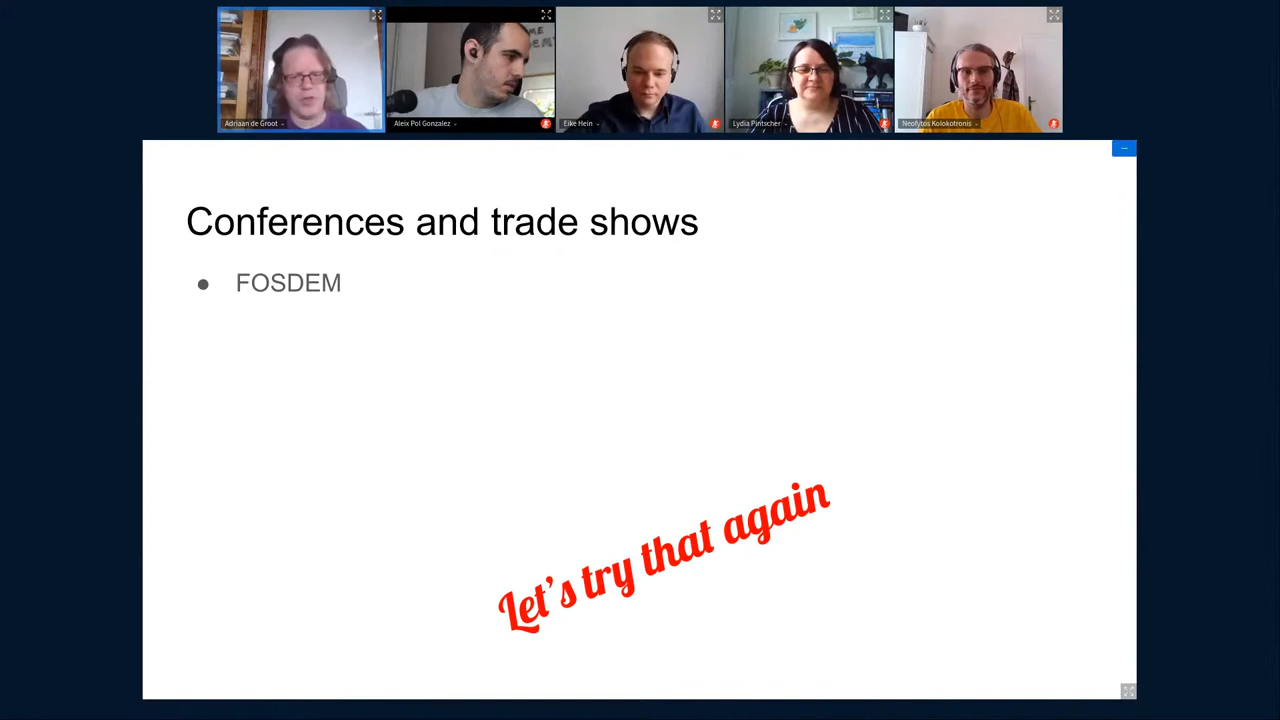 Adriaan de Groot
Aleix Pol Gonzalez
Eike Hein
Lydia Pintscher
Neofytos Kolokotronis
Conferences and trade shows
● FOSDEM
Let's try that again